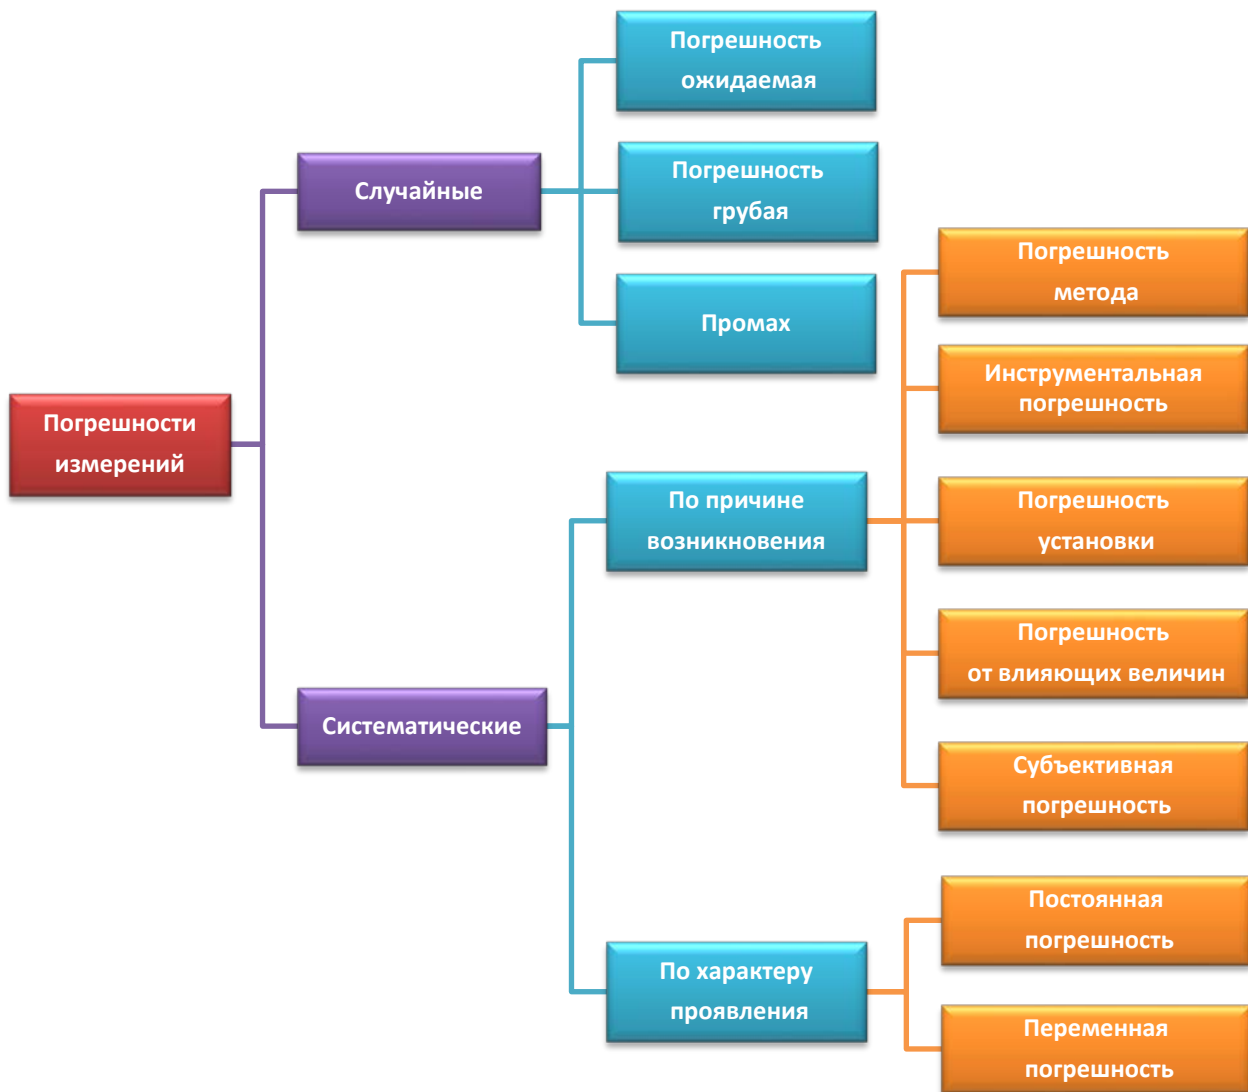 Погрешности
измерений
Случайные
Погрешность
ожидаемая
Погрешность
грубая
Промах
Систематические
По причине
возникновения
Погрешность
метода
Инструментальная
погрешность
Погрешность
установки
Погрешность
от влияющих величин
Субъективная
погрешность
По характеру
проявления
Постоянная
погрешность
Переменная
погрешность